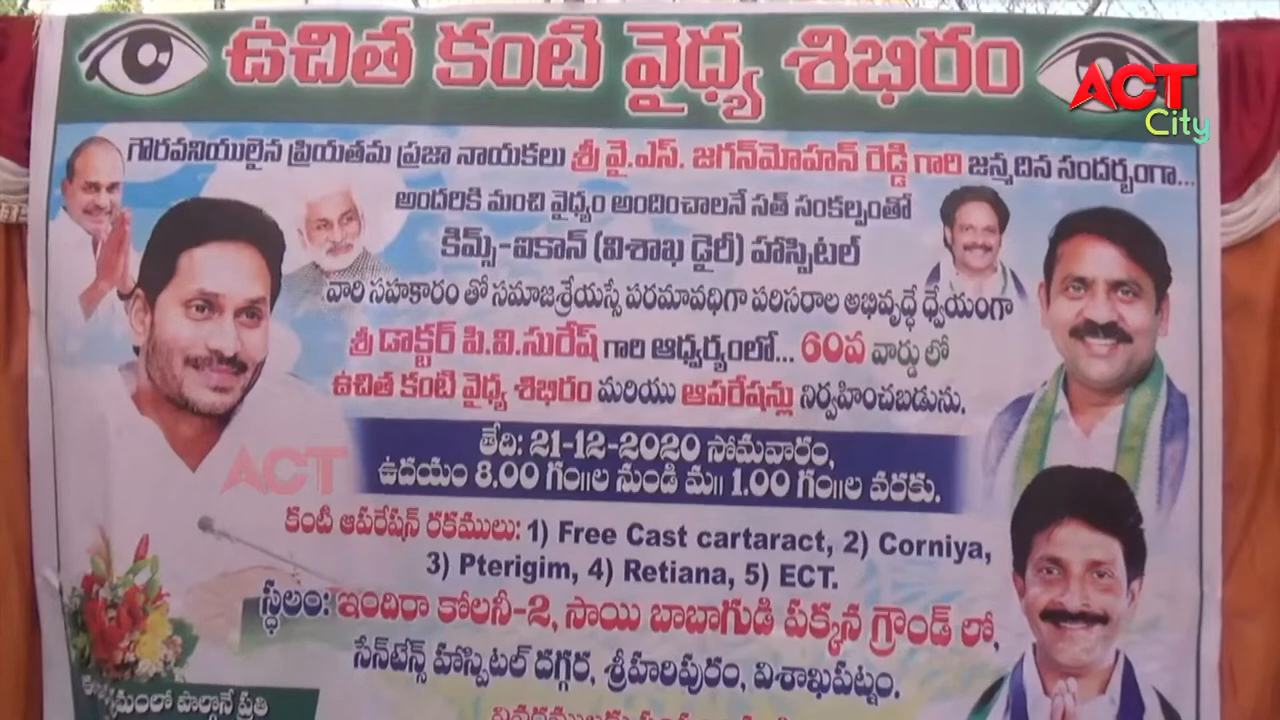 ఉచిత కంటి వైధ్య శిభిరం
ACT
City
గౌరవనియులైన ప్రియతమ ప్రజా నాయకులు శ్రీ వై.ఎస్. జగన్‌మోహన్ రెడ్డి గారి జన్మదిన సందర్భంగా...
అందరికి మంచి వైద్యం అందించాలనే సత్ సంకల్పంతో
కిమ్స్-ఐకాన్ (విశాఖ డైరీ) హాస్పిటల్
వారి సహకారం తో సమాజశ్రేయస్సే పరమావధిగా పరిసరాల అభివృద్ధే ధ్వేయంగా
శ్రీ డాక్టర్ పి.వి.సురేష్ గారి ఆధ్వర్యంలో... 60వ వార్డు లో
ఉచిత కంటి వైధ్య శిభిరం మరియు ఆపరేషన్లు నిర్వహించబడును.
తేది: 21-12-2020 సోమవారం,
ఉదయం 8.00 గం॥ల నుండి మ॥ 1.00 గం॥ల వరకు.
ACT
కంటి ఆపరేషన్ రకములు: 1) Free Cast cartaract, 2) Corniya,
3) Pterigim, 4) Retiana, 5) ECT.
స్థలం: ఇందిరా కోలనీ-2, సాయి బాబాగుడి పక్కన గ్రౌండ్ లో,
సేన్‌టేన్స్ హాస్పిటల్ దగ్గర, శ్రీహరిపురం, విశాఖపట్నం.
పాల్గొనే ప్రతి